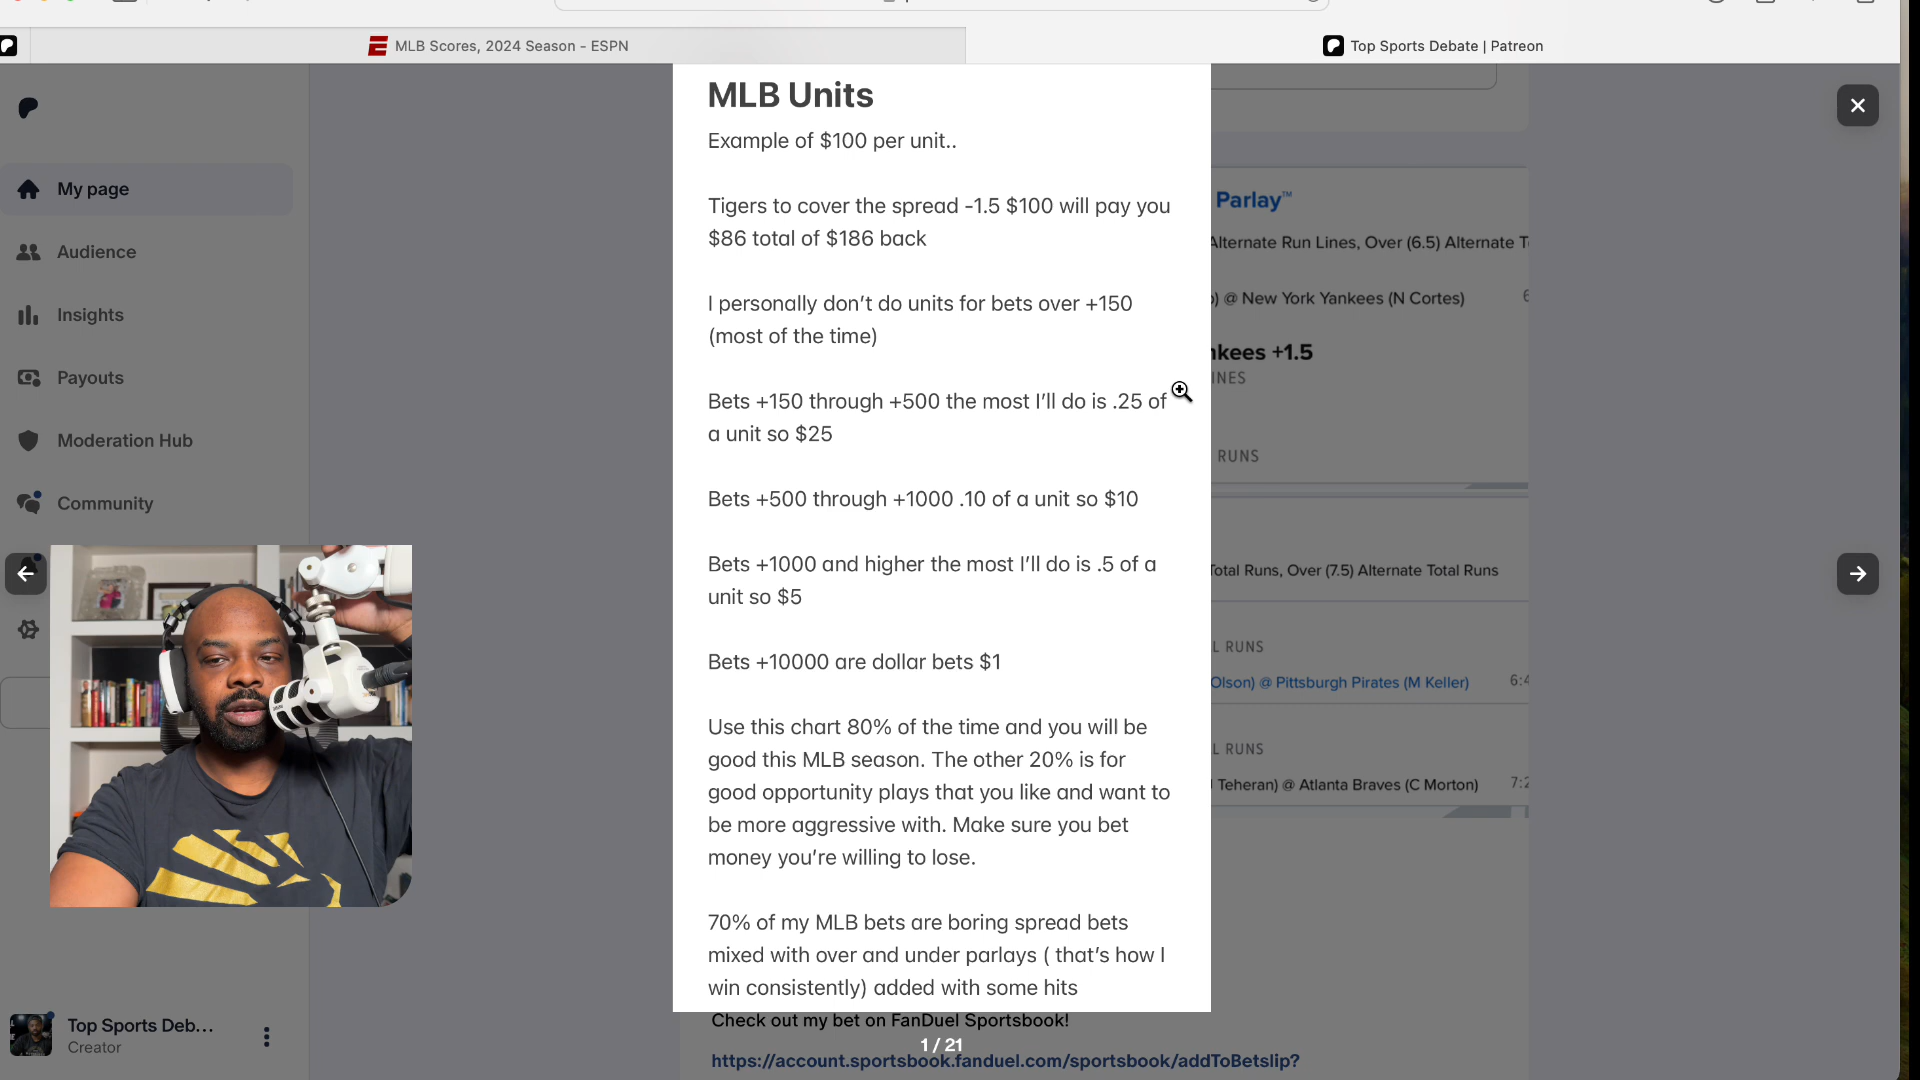 MLB Scores, 2024 Season - ESPN
Top Sports Debate | Patreon
My page
Audience
Insights
Payouts
Moderation Hub
Community
Top Sports Deb...
Creator
MLB Units
Example of $100 per unit..
Tigers to cover the spread -1.5 $100 will pay you
$86 total of $186 back
I personally don't do units for bets over +150
(most of the time)
Bets +150 through +500 the most I'll do is .25 of
a unit so $25
Bets +500 through +1000 .10 of a unit so $10
Bets +1000 and higher the most I'll do is .5 of a
unit so $5
Bets +10000 are dollar bets $1
Use this chart 80% of the time and you will be
good this MLB season. The other 20% is for
good opportunity plays that you like and want to
be more aggressive with. Make sure you bet
money you're willing to lose.
70% of my MLB bets are boring spread bets
mixed with over and under parlays ( that's how I
win consistently) added with some hits
Check out my bet on FanDuel Sportsbook!
1 / 21
https://account.sportsbook.fanduel.com/sportsbook/addToBetslip?
Parlay™
Alternate Run Lines, Over (6.5) Alternate T
) @ New York Yankees (N Cortes)
nkees +1.5
INES
RUNS
Total Runs, Over (7.5) Alternate Total Runs
L RUNS
Olson) @ Pittsburgh Pirates (M Keller) 6:4
L RUNS
Teheran) @ Atlanta Braves (C Morton) 7:2